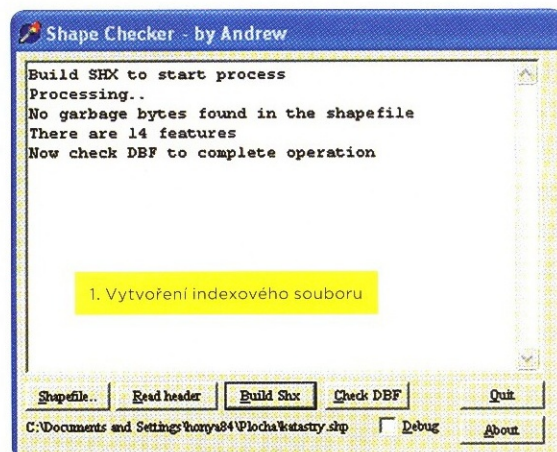 Shape Checker - by Andrew
Build SHX to start process
Processing..
No garbage bytes found in the shapefile
There are 14 features
Now check DBF to complete operation
1. Vytvoření indexového souboru
Shapefile.. Read header Build Shx Check DBF Quit
C:\Documents and Settings\honya84\Plocha\katastry.shp Debug About